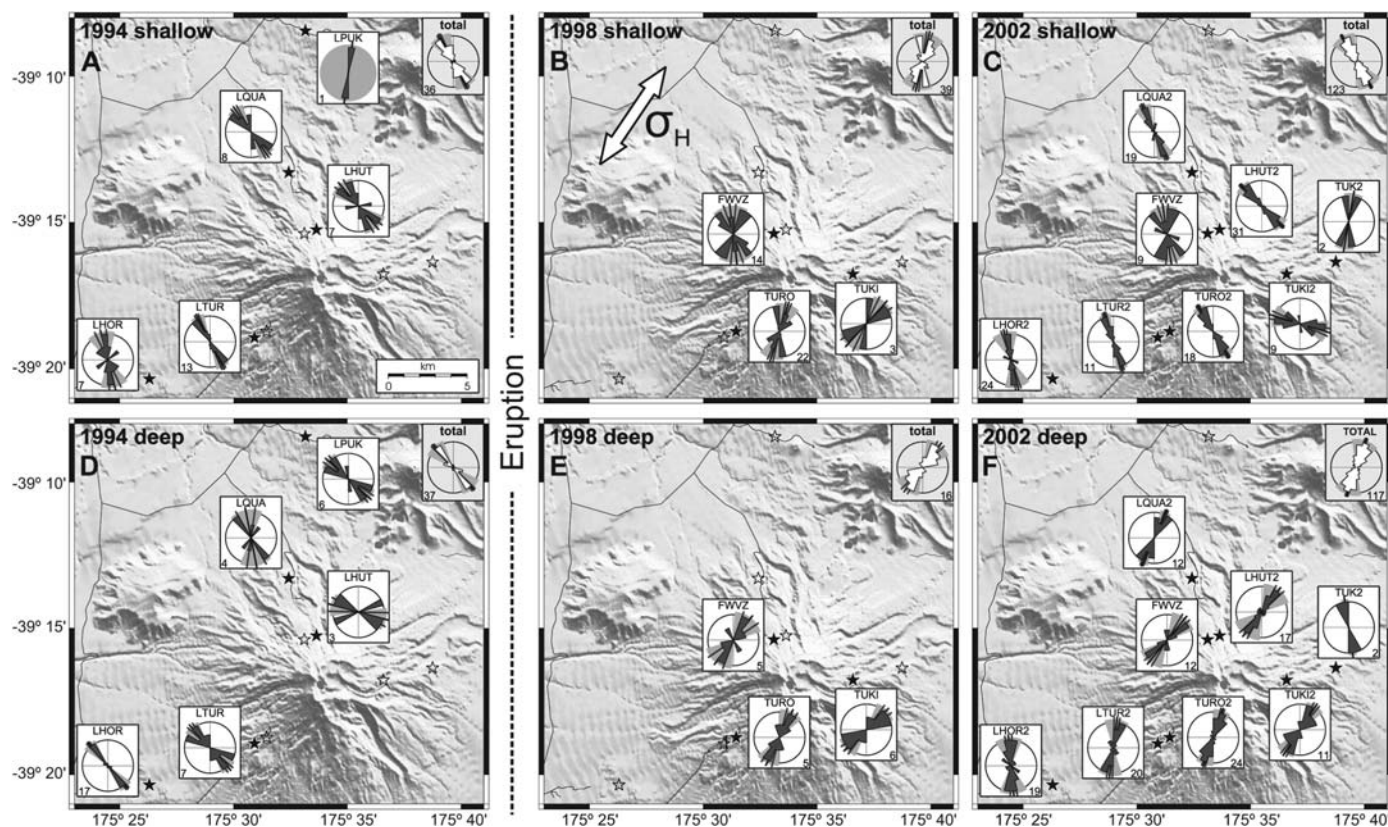 1994 shallow
A
LPUK
1
total
36
LQUA
8
LHUT
7
LTUR
13
LHOR
7
km
0 5
-39° 10'
-39° 15'
-39° 20'
Eruption
1998 shallow
B
σH
total
39
FWVZ
14
TURO
22
TUKI
3
2002 shallow
C
total
123
LQUA2
19
LHUT2
31
TUK2
2
FWVZ
9
LTUR2
11
TURO2
18
TUKI2
9
LHOR2
24
1994 deep
D
LPUK
6
total
37
LQUA
4
LHUT
3
LTUR
7
LHOR
17
-39° 10'
-39° 15'
-39° 20'
175° 25' 175° 30' 175° 35' 175° 40'
1998 deep
E
total
16
FWVZ
5
TURO
5
TUKI
6
175° 25' 175° 30' 175° 35' 175° 40'
2002 deep
F
TOTAL
117
LQUA2
12
LHUT2
17
TUK2
2
FWVZ
12
LTUR2
20
TURO2
24
TUKI2
11
LHOR2
19
175° 25' 175° 30' 175° 35' 175° 40'